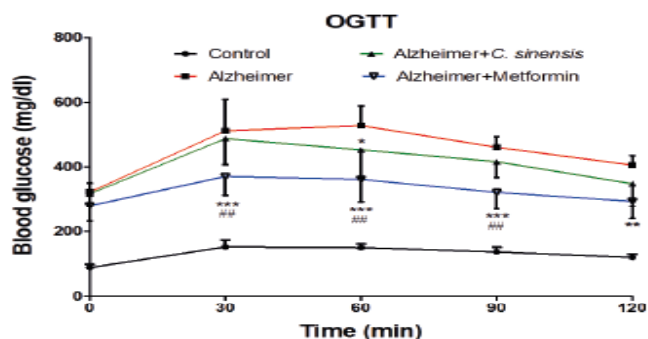 OGTT
Control
Alzheimer+C. sinensis
Alzheimer
Alzheimer+Metformin
Blood glucose (mg/dl)
800
600
400
200
0
*
***
##
***
##
***
##
**
0 30 60 90 120
Time (min)